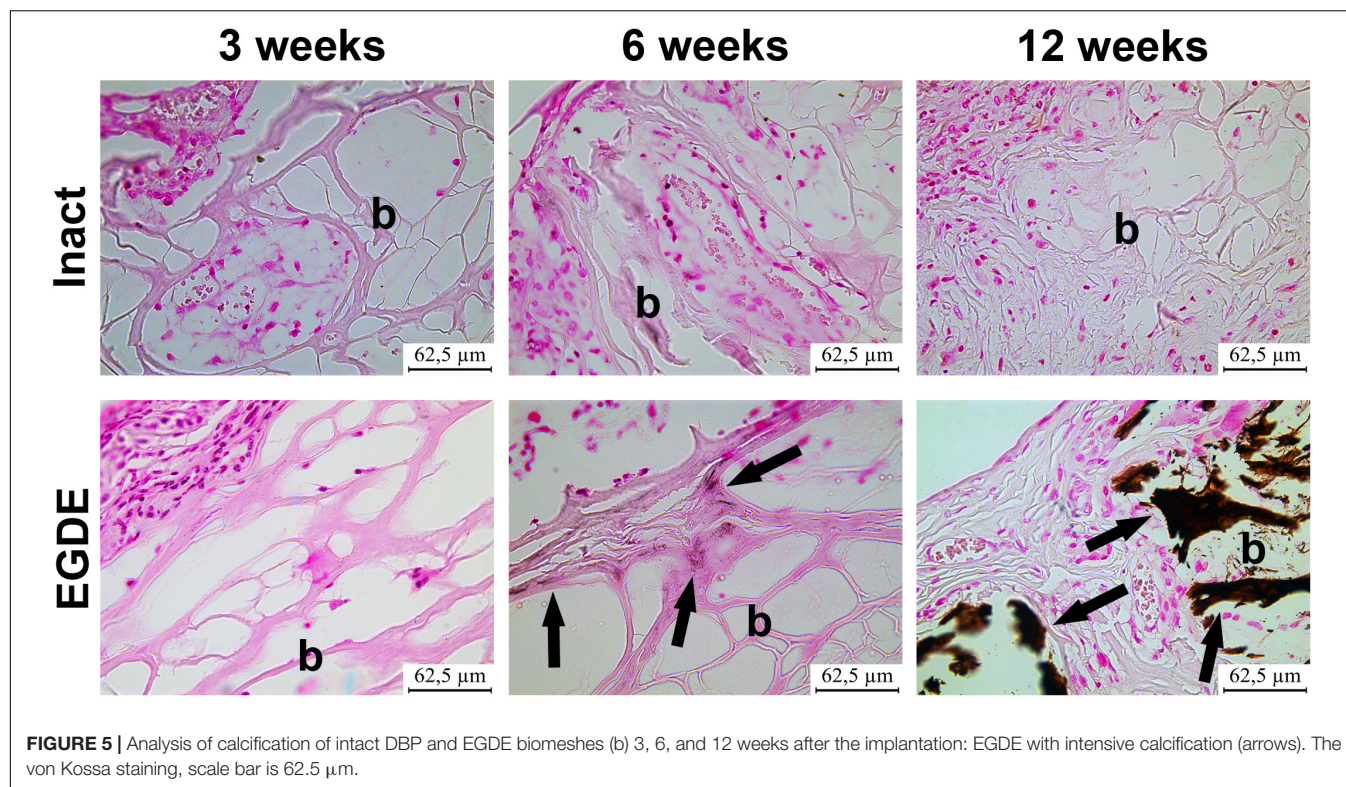 3 weeks 6 weeks 12 weeks
Inact
b
62,5 µm
b
62,5 µm
b
62,5 µm
EGDE
b
62,5 µm
b
62,5 µm
b
62,5 µm
FIGURE 5 | Analysis of calcification of intact DBP and EGDE biomeshes (b) 3, 6, and 12 weeks after the implantation: EGDE with intensive calcification (arrows). The
von Kossa staining, scale bar is 62.5 µm.